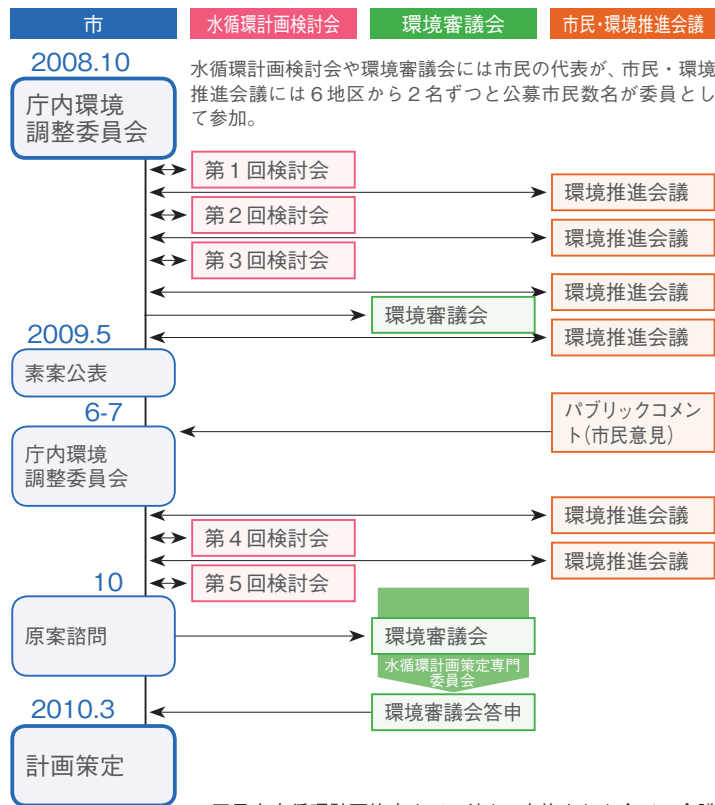 市
水循環計画検討会
環境審議会
市民・環境推進会議
2008.10
水循環計画検討会や環境審議会には市民の代表が、市民・環境
推進会議には6地区から2名ずつと公募市民数名が委員とし
て参加。
庁内環境
調整委員会
第1回検討会
環境推進会議
第2回検討会
環境推進会議
第3回検討会
環境推進会議
環境審議会
2009.5
環境推進会議
素案公表
6-7
パブリックコメン
ト(市民意見)
庁内環境
調整委員会
環境推進会議
第4回検討会
環境推進会議
10
第5回検討会
原案諮問
環境審議会
水循環計画策定専門
委員会
2010.3
環境審議会答申
計画策定